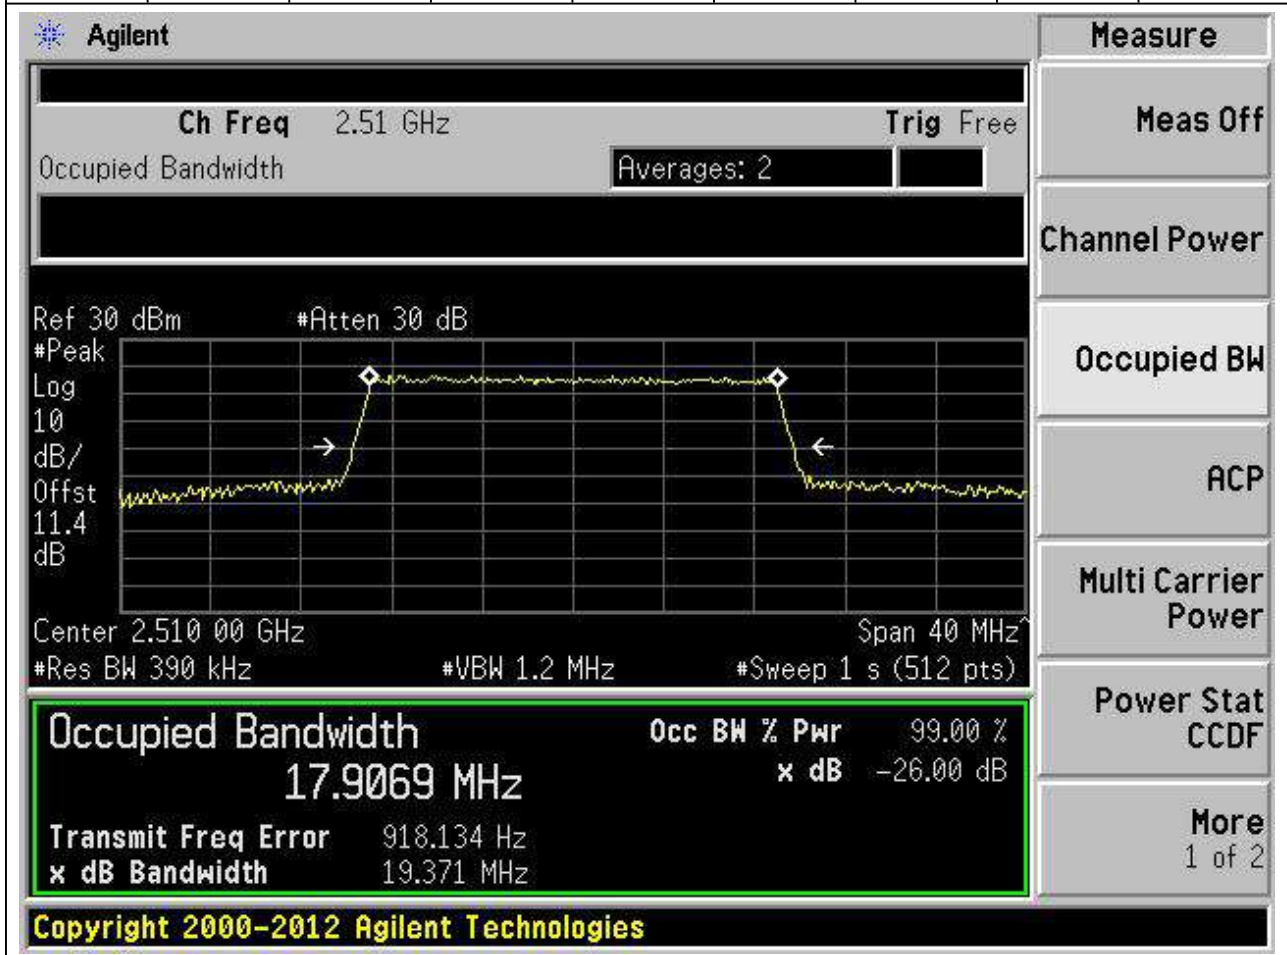 Agilent
Measure
Ch Freq 2.51 GHz Trig Free
Occupied Bandwidth Averages: 2
Ref 30 dBm #Atten 30 dB
#Peak
Log
10
dB/
Offst
11.4
dB
Center 2.510 00 GHz Span 40 MHz^
#Res BW 390 kHz #VBW 1.2 MHz #Sweep 1 s (512 pts)
Occupied Bandwidth Occ BW % Pwr 99.00 %
17.9069 MHz x dB -26.00 dB
Transmit Freq Error 918.134 Hz
x dB Bandwidth 19.371 MHz
Copyright 2000-2012 Agilent Technologies
Meas Off
Channel Power
Occupied BW
ACP
Multi Carrier
Power
Power Stat
CCDF
More
1 of 2